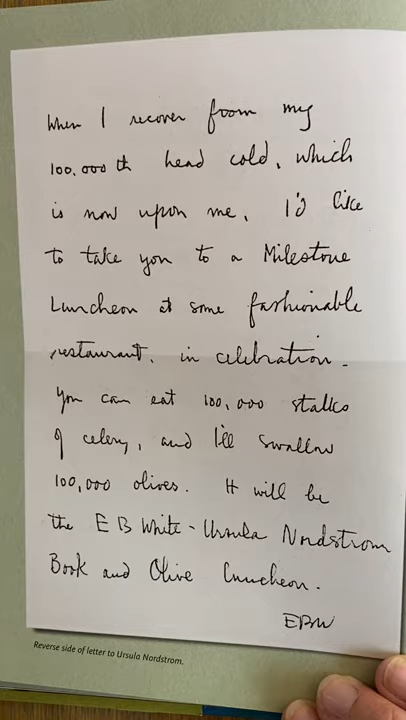 When I recover from my
100,000th head cold, which
is now upon me, I'd like
to take you to a Milestone
Luncheon at some fashionable
restaurant, in celebration.
You can eat 100,000 stalks
of celery, and I'll swallow
100,000 olives. It will be
the E B White-Ursula Nordstrom
Book and Olive Luncheon.
EBW
Reverse side of letter to Ursula Nordstrom.